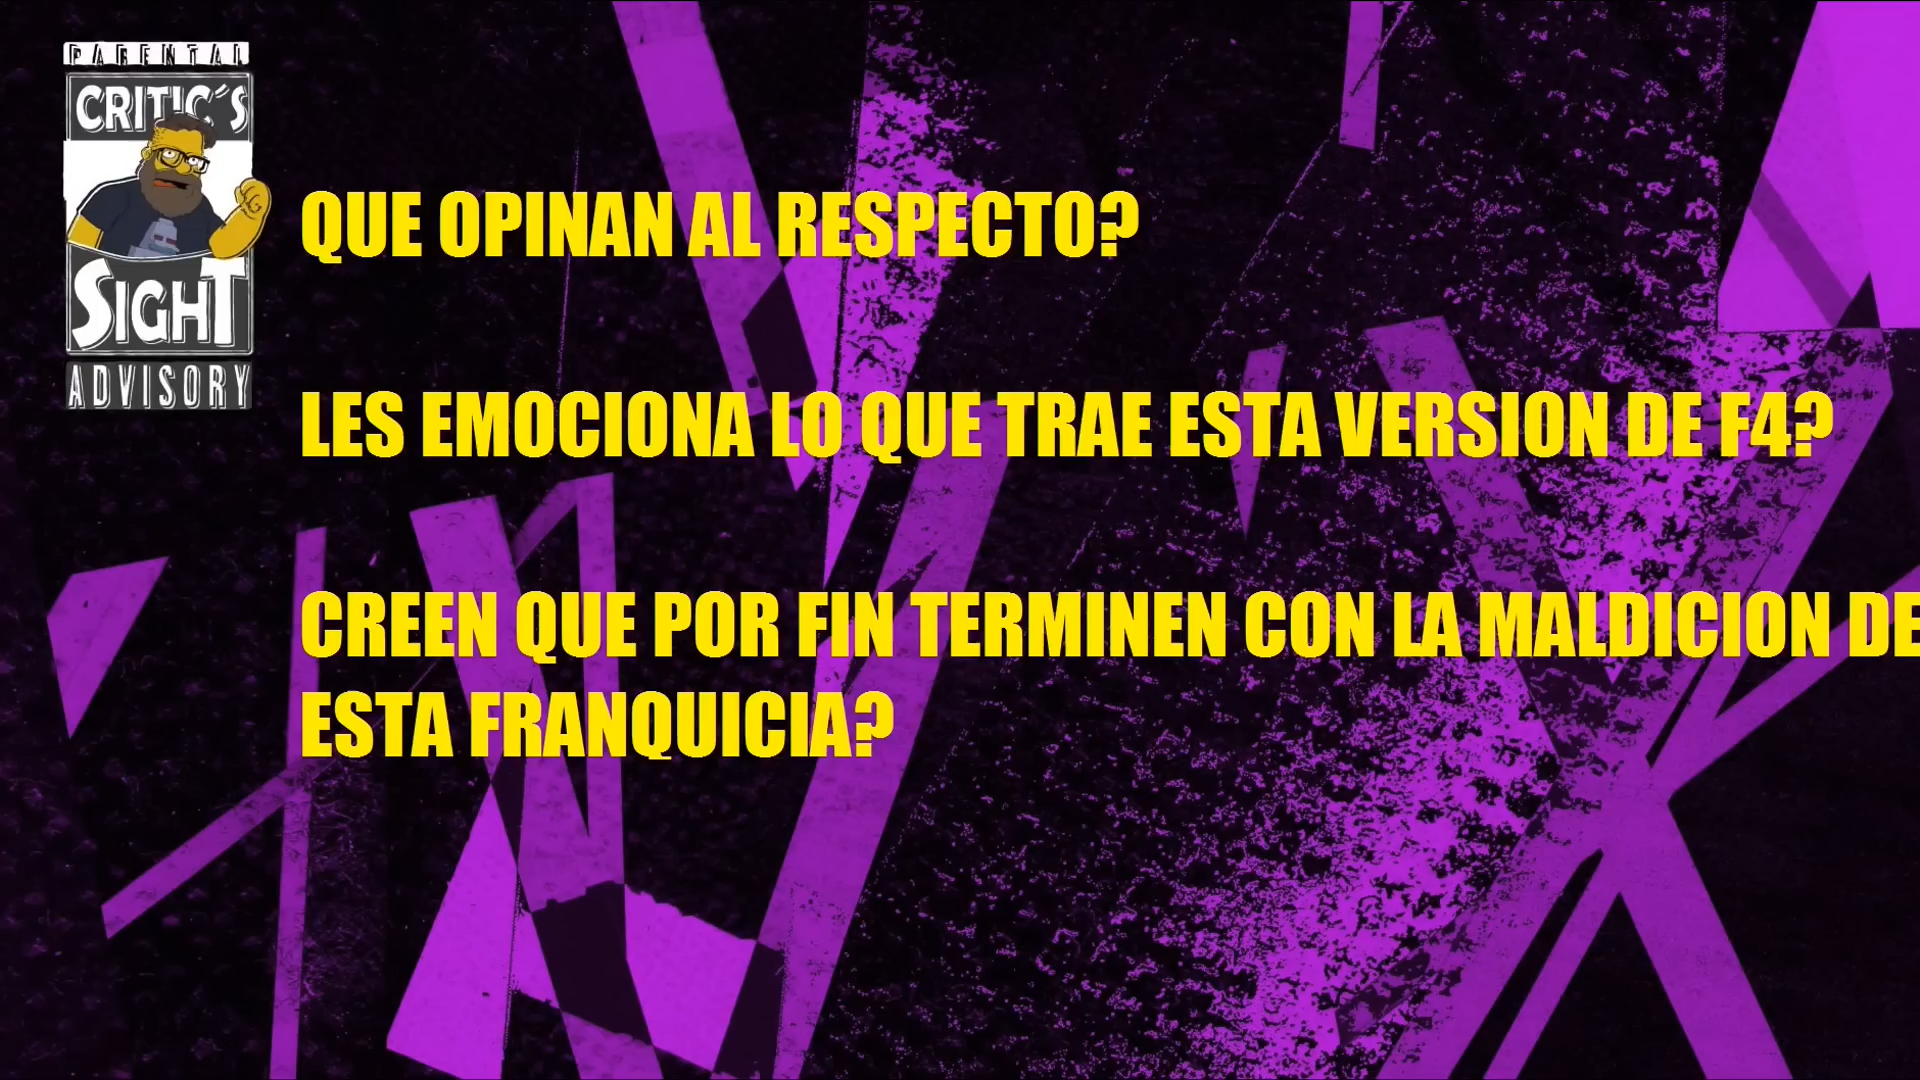 PARENTAL
CRITIC´S
SIGHT
ADVISORY
QUE OPINAN AL RESPECTO?
LES EMOCIONA LO QUE TRAE ESTA VERSION DE F4?
CREEN QUE POR FIN TERMINEN CON LA MALDICION DE
ESTA FRANQUICIA?